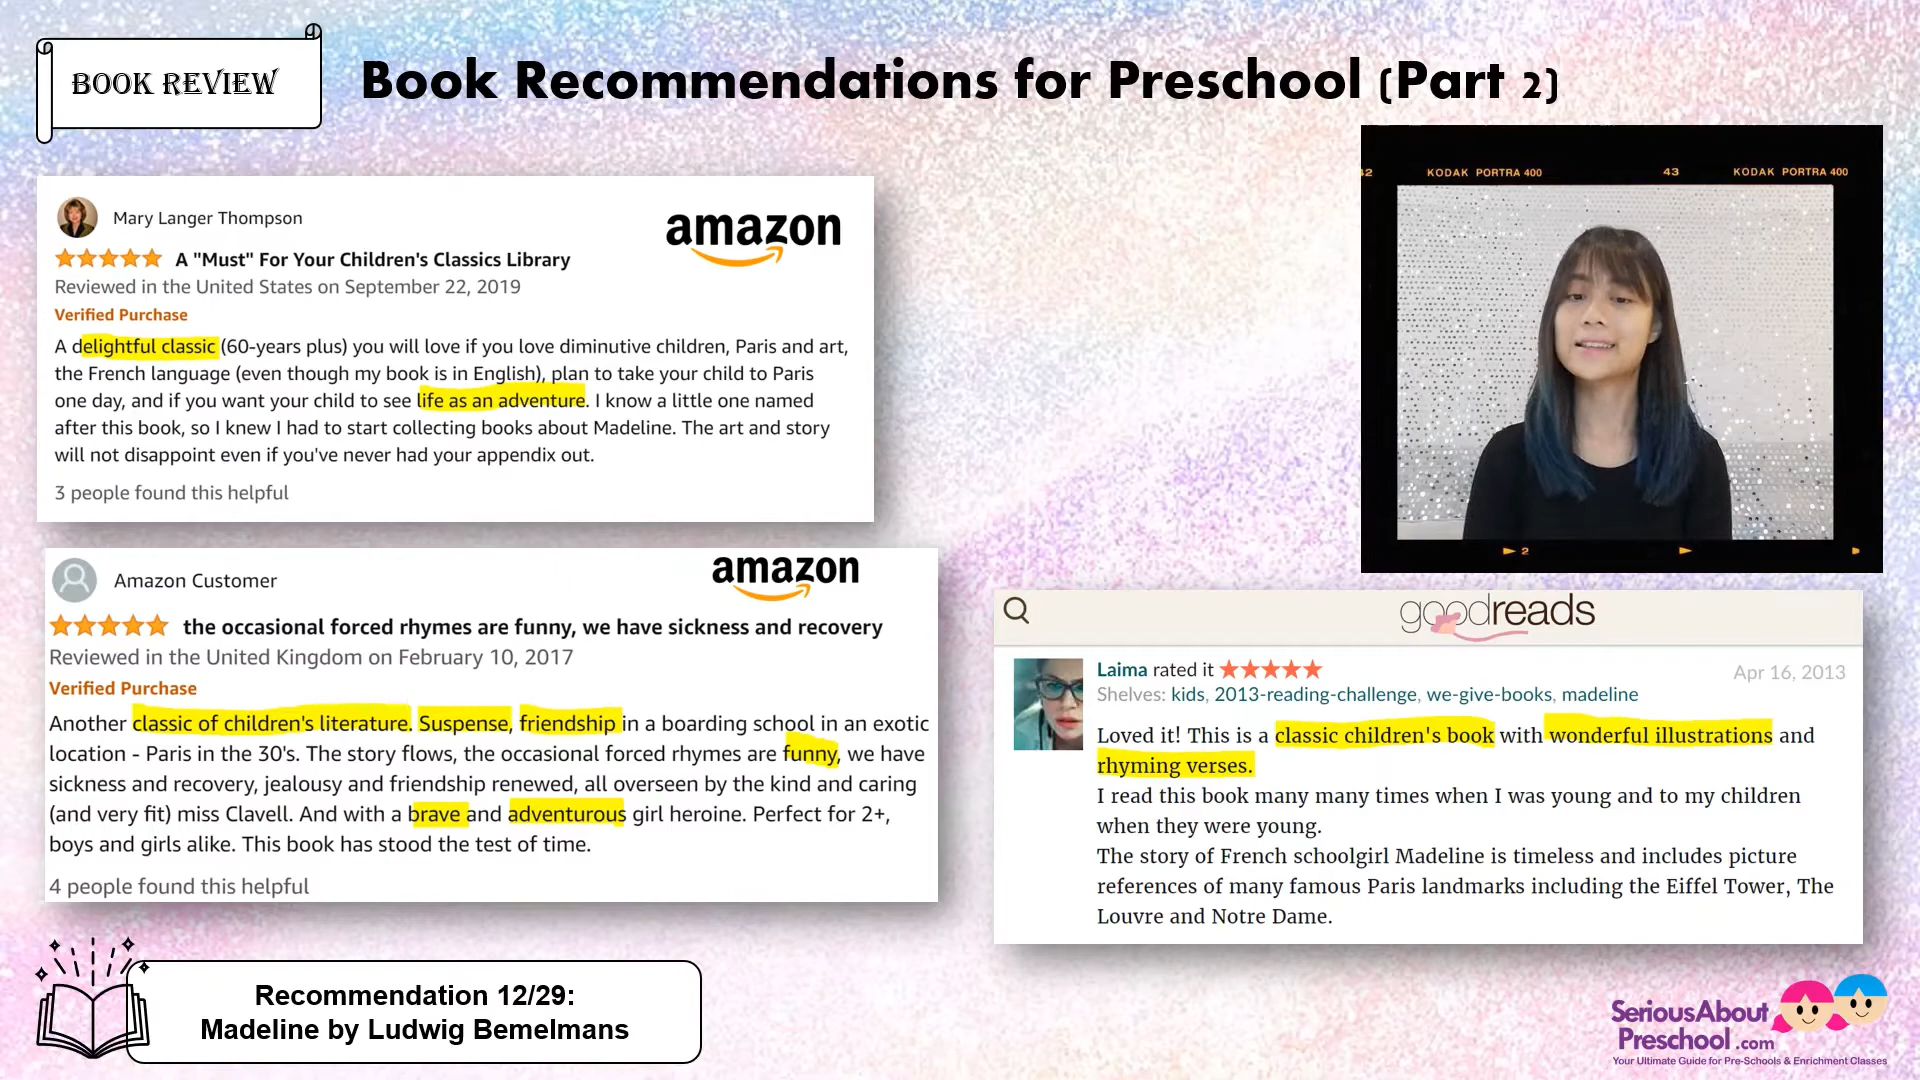 BOOK REVIEW
Book Recommendations for Preschool (Part 2)
Mary Langer Thompson
amazon
A "Must" For Your Children's Classics Library
Reviewed in the United States on September 22, 2019
Verified Purchase
A delightful classic (60-years plus) you will love if you love diminutive children, Paris and art,
the French language (even though my book is in English), plan to take your child to Paris
one day, and if you want your child to see life as an adventure. I know a little one named
after this book, so I knew I had to start collecting books about Madeline. The art and story
will not disappoint even if you've never had your appendix out.
3 people found this helpful
42 KODAK PORTRA 400 43 KODAK PORTRA 400
2
Amazon Customer
amazon
the occasional forced rhymes are funny, we have sickness and recovery
Reviewed in the United Kingdom on February 10, 2017
Verified Purchase
Another classic of children's literature. Suspense, friendship in a boarding school in an exotic
location - Paris in the 30's. The story flows, the occasional forced rhymes are funny, we have
sickness and recovery, jealousy and friendship renewed, all overseen by the kind and caring
(and very fit) miss Clavell. And with a brave and adventurous girl heroine. Perfect for 2+,
boys and girls alike. This book has stood the test of time.
4 people found this helpful
goodreads
Laima rated it
Apr 16, 2013
Shelves: kids, 2013-reading-challenge, we-give-books, madeline
Loved it! This is a classic children's book with wonderful illustrations and
rhyming verses.
I read this book many many times when I was young and to my children
when they were young.
The story of French schoolgirl Madeline is timeless and includes picture
references of many famous Paris landmarks including the Eiffel Tower, The
Louvre and Notre Dame.
Recommendation 12/29:
Madeline by Ludwig Bemelmans
SeriousAbout
Preschool.com
Your Ultimate Guide for Pre-Schools & Enrichment Classes